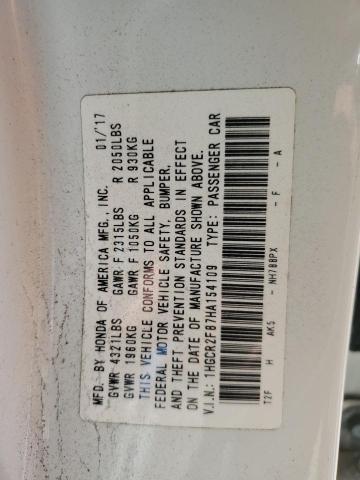 MFD. BY HONDA OF AMERICA MFG., INC. 01/'17
GVWR 4321LBS GAWR F 2315LBS R 2050LBS
GVWR 1960KG GAWR F 1050KG R 930KG
THIS VEHICLE CONFORMS TO ALL APPLICABLE
FEDERAL MOTOR VEHICLE SAFETY, BUMPER,
AND THEFT PREVENTION STANDARDS IN EFFECT
ON THE DATE OF MANUFACTURE SHOWN ABOVE.
V.I.N.: 1HGCR2F87HA154109 TYPE: PASSENGER CAR
T2F H AK5 - NH788PX - F - A